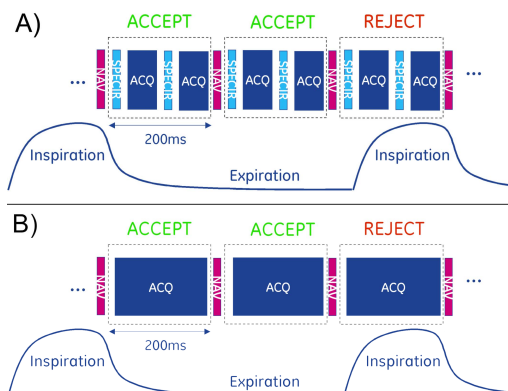 A)
ACCEPT ACCEPT REJECT
... NAV SPECIR ACQ SPECIR ACQ NAV SPECIR ACQ SPECIR ACQ NAV SPECIR ACQ SPECIR ACQ NAV ...
200ms
Inspiration Expiration Inspiration
B)
ACCEPT ACCEPT REJECT
... NAV ACQ NAV ACQ NAV ACQ NAV ...
200ms
Inspiration Expiration Inspiration